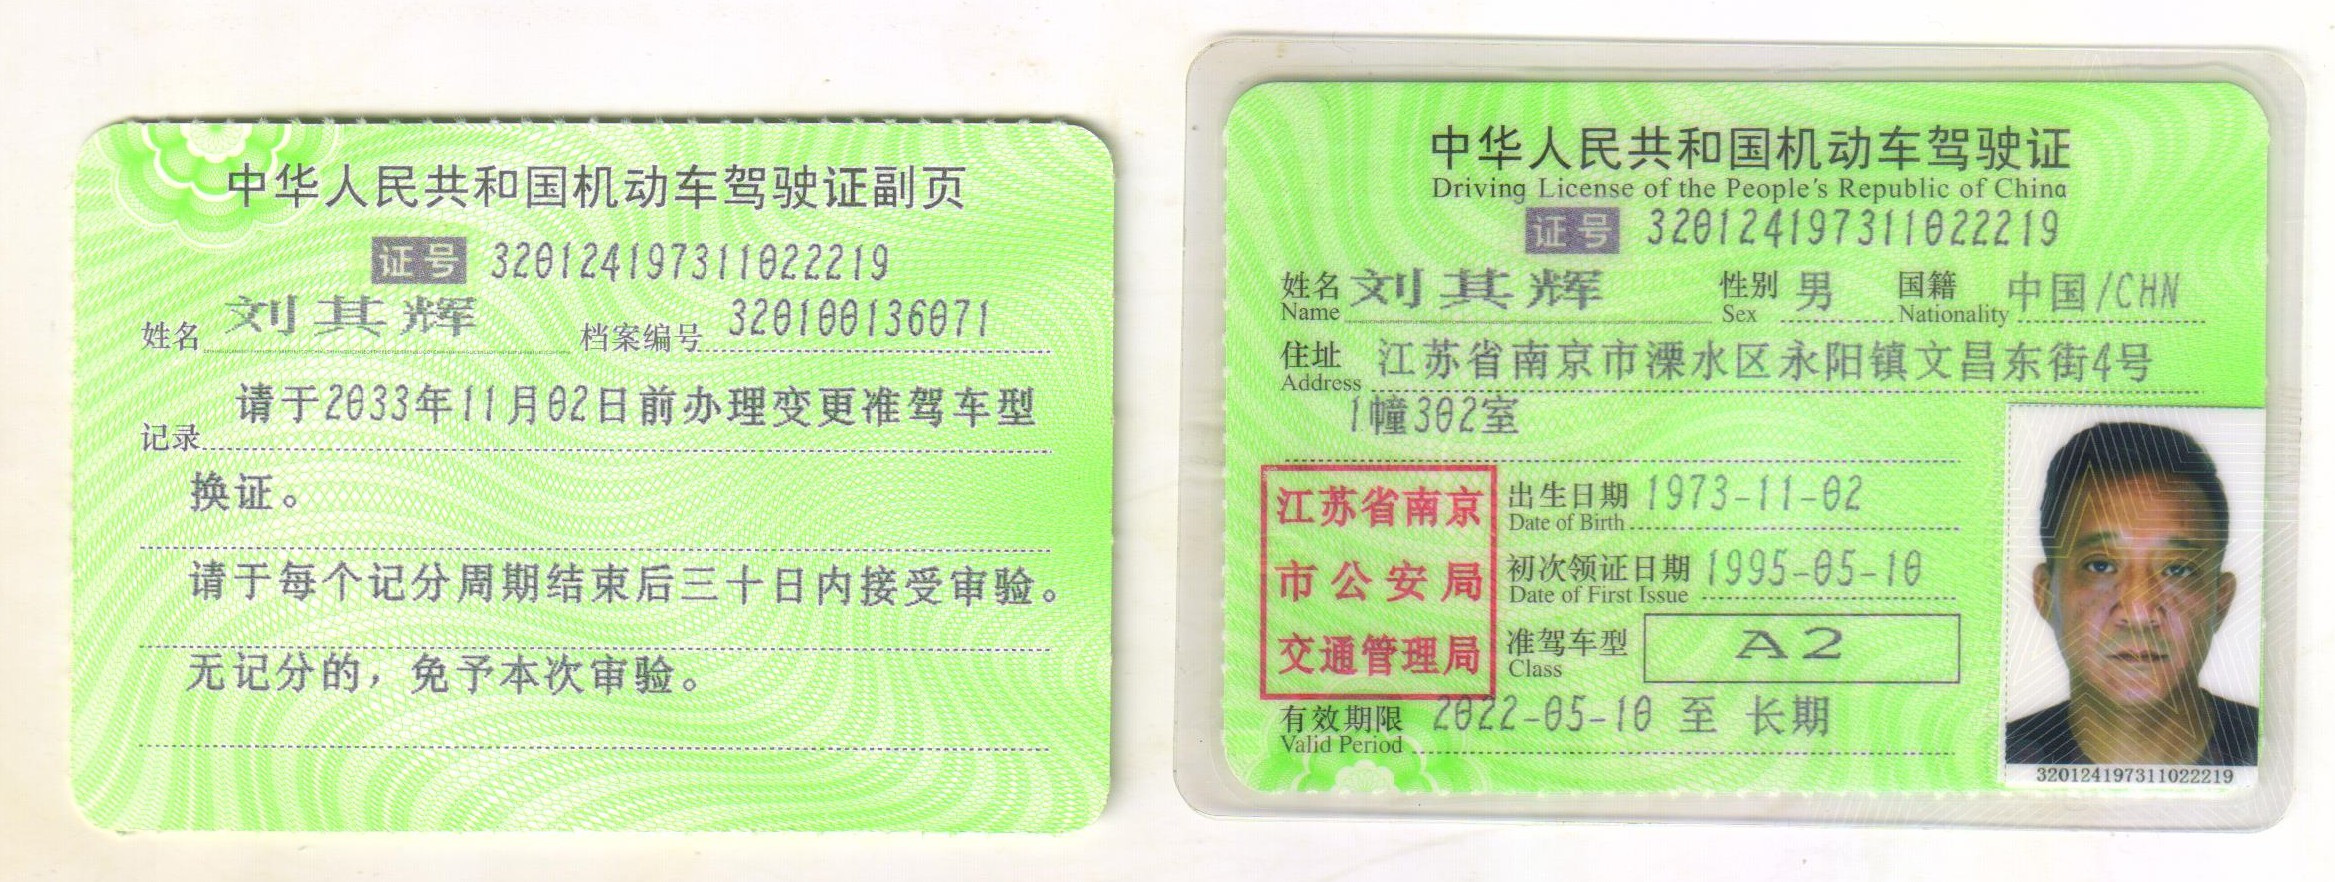 中华人民共和国机动车驾驶证副页
证号 320124197311022219
姓名 刘其辉 档案编号 320100136071
记录 请于2033年11月02日前办理变更准驾车型
换证。
请于每个记分周期结束后三十日内接受审验。
无记分的，免予本次审验。
中华人民共和国机动车驾驶证
Driving License of the People's Republic of China
证号 320124197311022219
姓名 刘其辉 性别 男 国籍 中国/CHN
Name Sex Nationality
住址 江苏省南京市溧水区永阳镇文昌东街4号
Address
1幢302室
江苏省南京
市公安局
交通管理局
出生日期 1973-11-02
Date of Birth
初次领证日期 1995-05-10
Date of First Issue
准驾车型 A2
Class
有效期限 2022-05-10 至 长期
Valid Period
320124197311022219